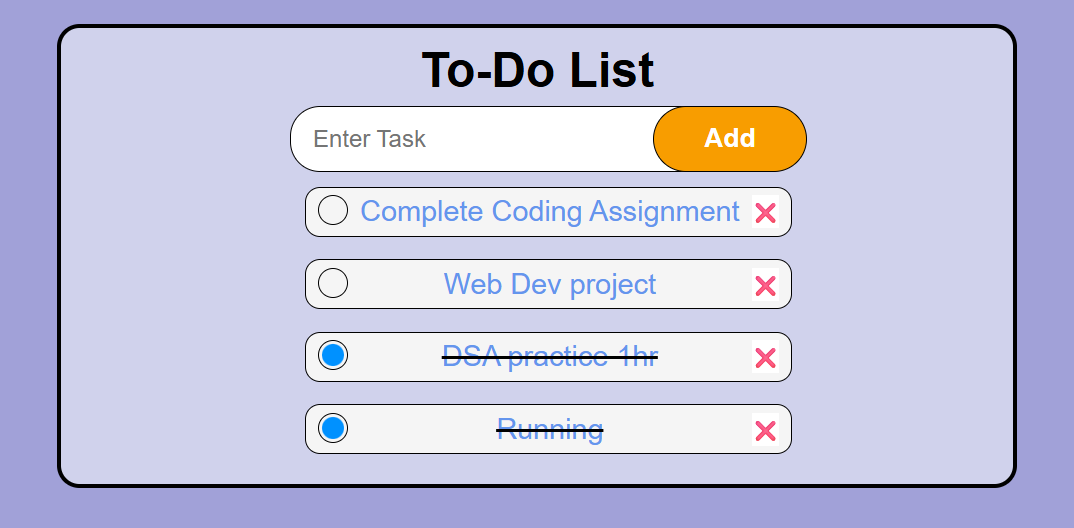 To-Do List
Enter Task
Add
Complete Coding Assignment
Web Dev project
DSA practice 1hr
Running